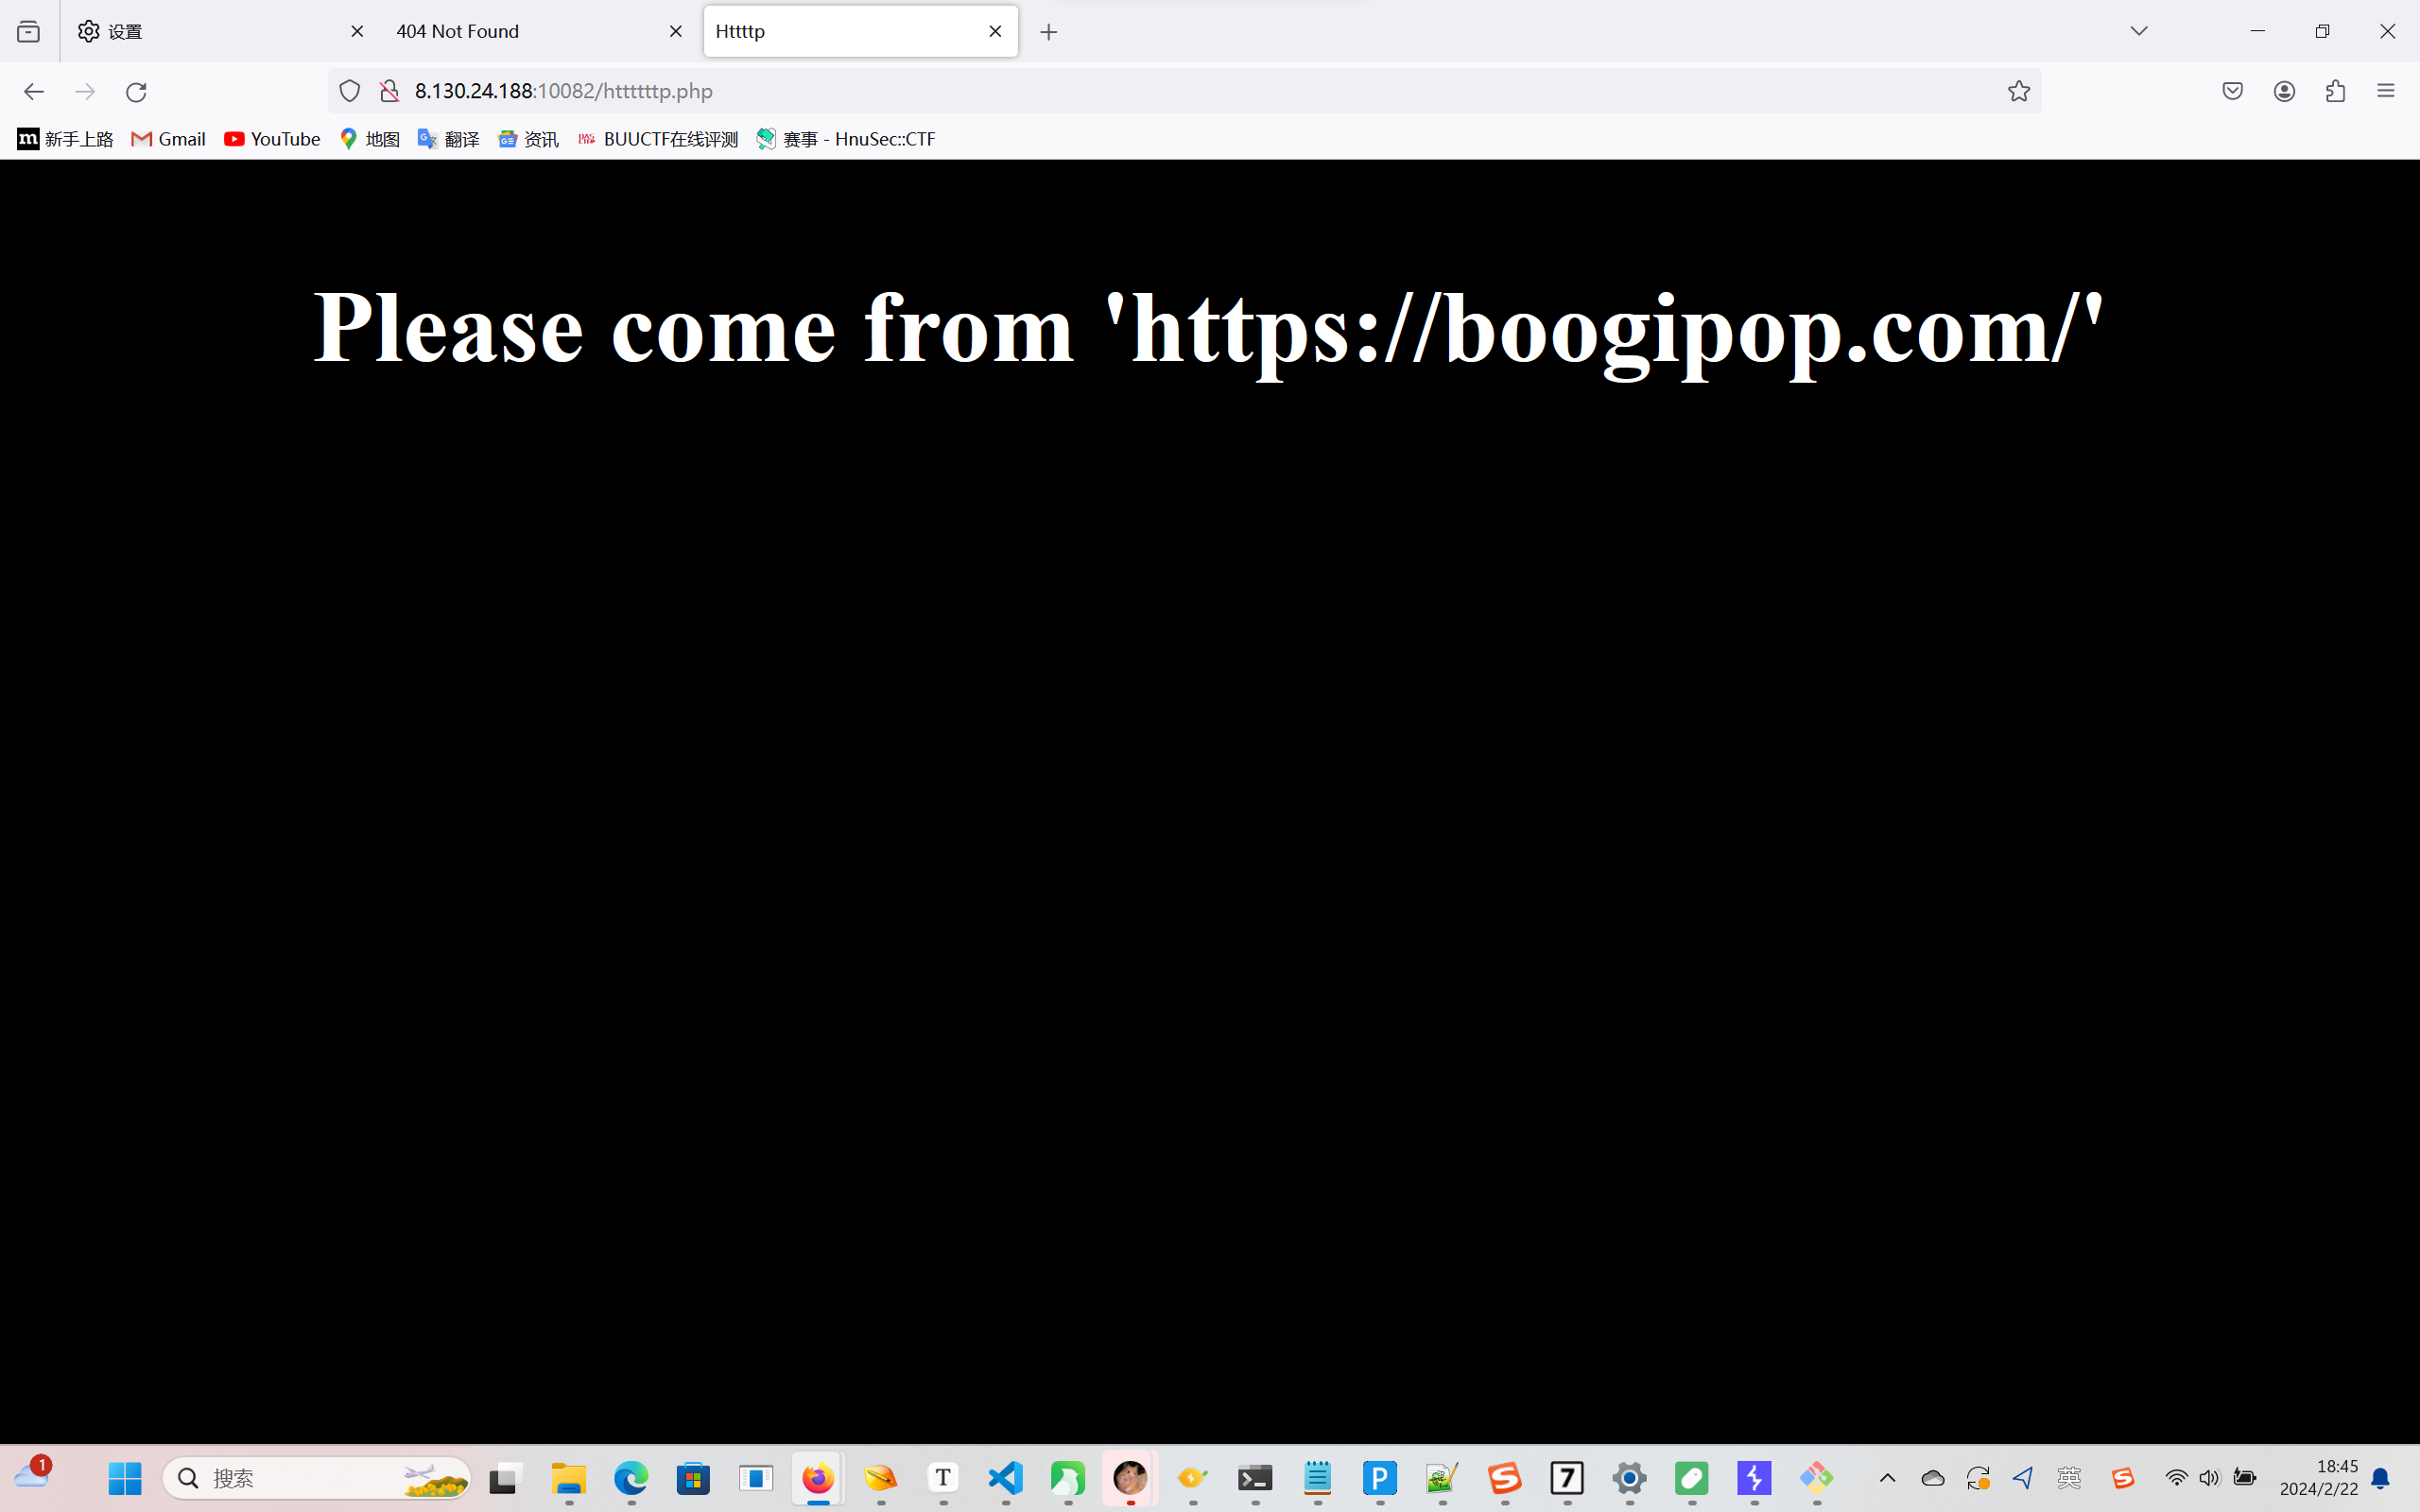 设置
404 Not Found
Httttp
8.130.24.188:10082/httttttp.php
新手上路
Gmail
YouTube
地图
翻译
资讯
BUUCTF在线评测
赛事 - HnuSec::CTF
Please come from 'https://boogipop.com/'
1
搜索
T
P
7
英
18:45
2024/2/22